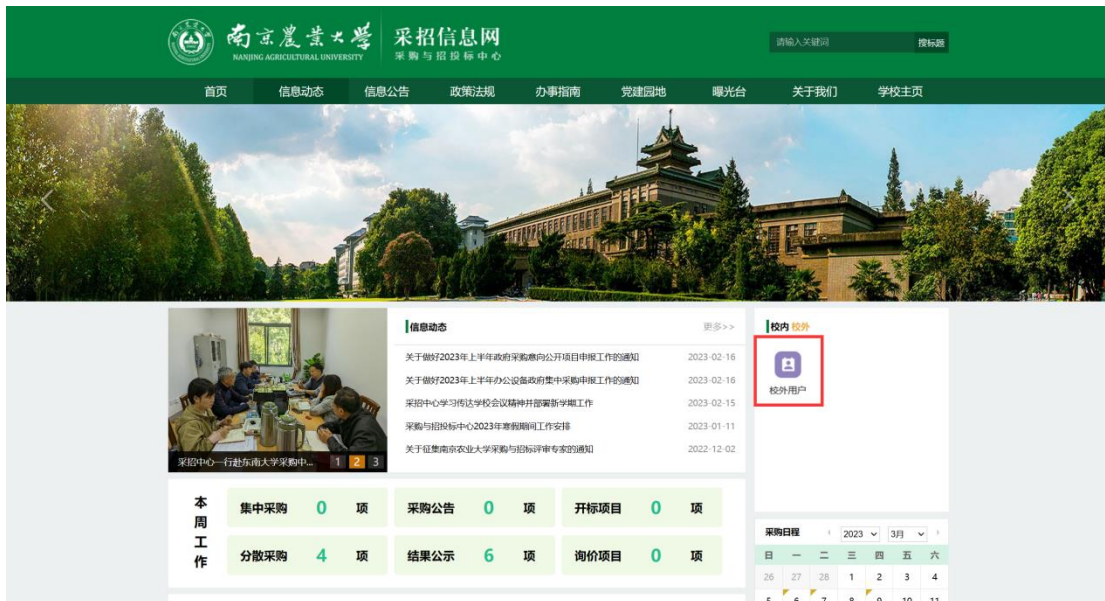 南京農業大學
NANJING AGRICULTURAL UNIVERSITY
采招信息网
采购与招投标中心
请输入关键词
搜标题
首页 信息动态 信息公告 政策法规 办事指南 党建园地 曝光台 关于我们 学校主页
采招中心一行赴东南大学采购中...
1 2 3
信息动态 更多>>
关于做好2023年上半年政府采购意向公开项目申报工作的通知 2023-02-16
关于做好2023年上半年办公设备政府集中采购申报工作的通知 2023-02-16
采招中心学习传达学校会议精神并部署新学期工作 2023-02-15
采购与招投标中心2023年寒假期间工作安排 2023-01-11
关于征集南京农业大学采购与招标评审专家的通知 2022-12-02
校内 校外
校外用户
本周工作
集中采购 0 项 采购公告 0 项 开标项目 0 项
分散采购 4 项 结果公示 6 项 询价项目 0 项
采购日程 2023 3月
日 一 二 三 四 五 六
26 27 28 1 2 3 4
5 6 7 8 9 10 11